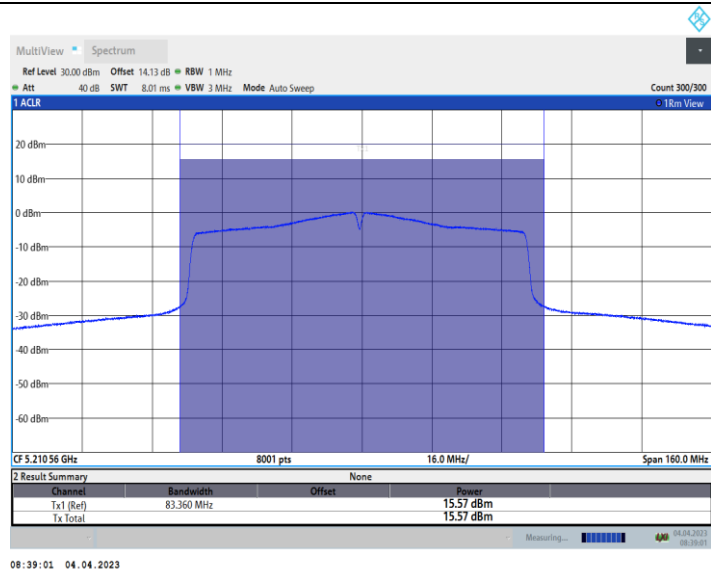 MultiView Spectrum
Ref Level 30.00 dBm Offset 14.13 dB RBW 1 MHz
Att 40 dB SWT 8.01 ms VBW 3 MHz Mode Auto Sweep Count 300/300
1 ACLR 1Rm View
20 dBm
10 dBm
0 dBm
-10 dBm
-20 dBm
-30 dBm
-40 dBm
-50 dBm
-60 dBm
CF 5.21056 GHz 8001 pts 16.0 MHz/ Span 160.0 MHz
2 Result Summary None
Channel Bandwidth Offset Power
Tx1 (Ref) 83.360 MHz 15.57 dBm
Tx Total 15.57 dBm
Measuring... 04.04.2023
08:39:01
08:39:01 04.04.2023